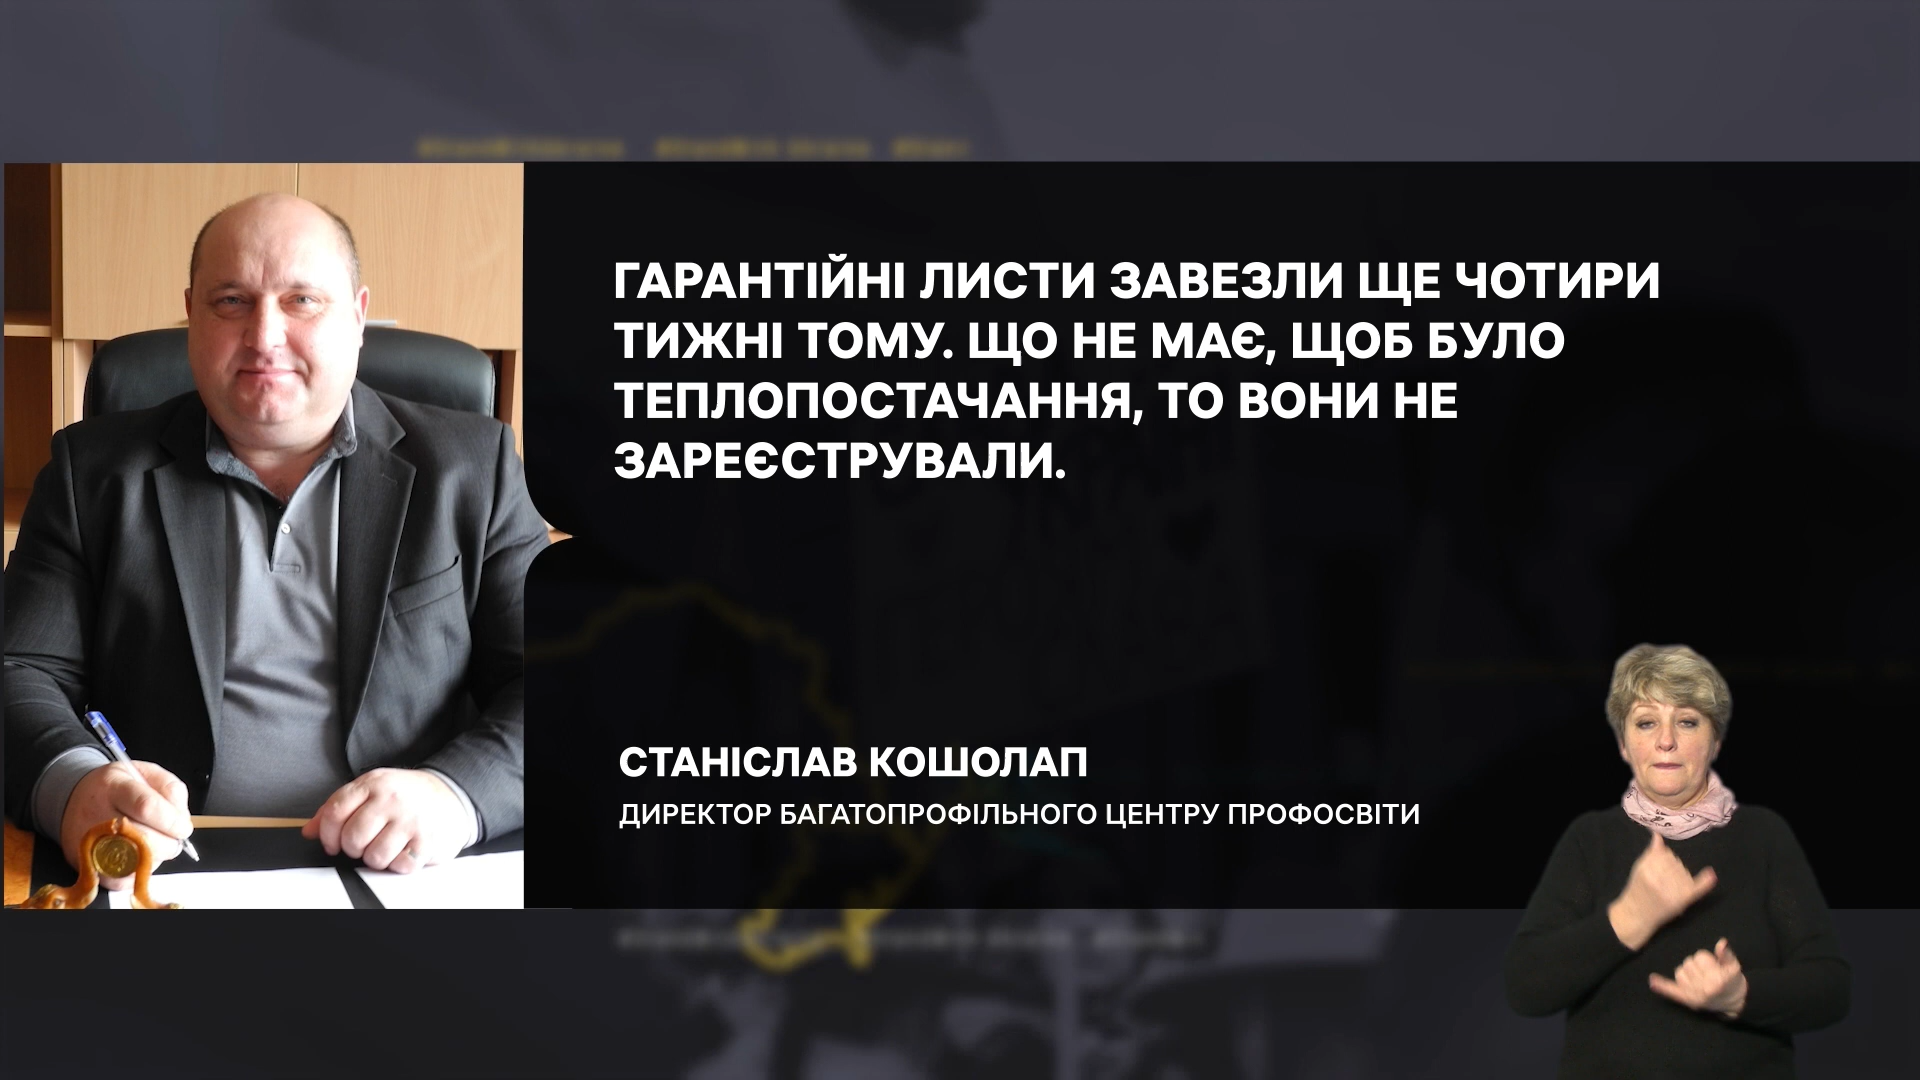 ГАРАНТІЙНІ ЛИСТИ ЗАВЕЗЛИ ЩЕ ЧОТИРИ
ТИЖНІ ТОМУ. ЩО НЕ МАЄ, ЩОБ БУЛО
ТЕПЛОПОСТАЧАННЯ, ТО ВОНИ НЕ
ЗАРЕЄСТРУВАЛИ.
СТАНІСЛАВ КОШОЛАП
ДИРЕКТОР БАГАТОПРОФІЛЬНОГО ЦЕНТРУ ПРОФОСВІТИ